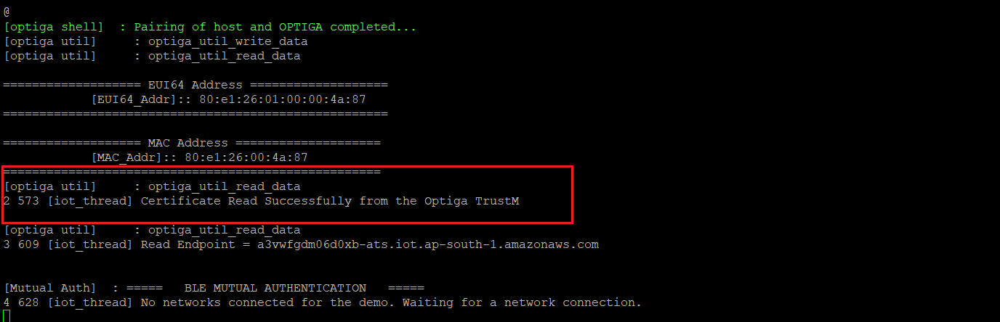 @
[optiga shell]  : Pairing of host and OPTIGA completed...
[optiga util]     : optiga_util_write_data
[optiga util]     : optiga_util_read_data
=================== EUI64 Address ===================
[EUI64_Addr]:: 80:e1:26:01:00:00:4a:87
=====================================================
=================== MAC Address ====================
[MAC_Addr]:: 80:e1:26:00:4a:87
====================================================
[optiga util]     : optiga_util_read_data
2 573 [iot_thread] Certificate Read Successfully from the Optiga TrustM
[optiga util]     : optiga_util_read_data
3 609 [iot_thread] Read Endpoint = a3vwfgdm06d0xb-ats.iot.ap-south-1.amazonaws.com
[Mutual Auth]  : =====   BLE MUTUAL AUTHENTICATION   =====
4 628 [iot_thread] No networks connected for the demo. Waiting for a network connection.